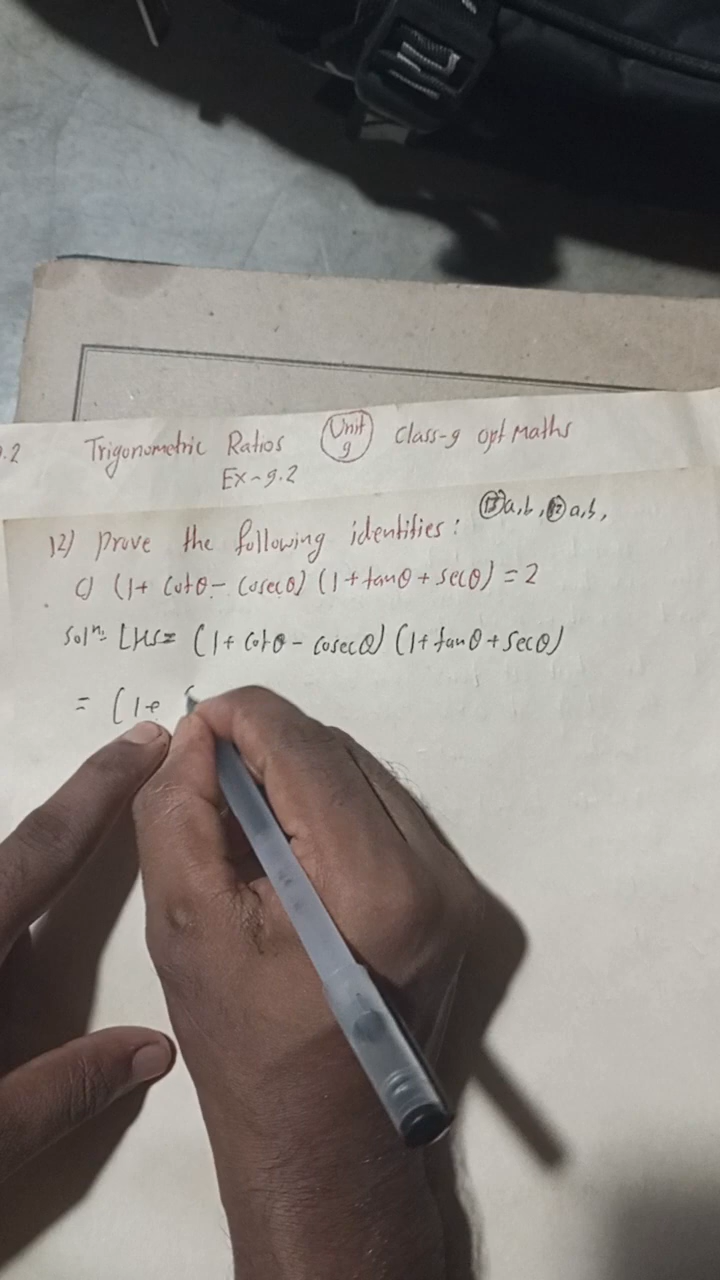 .2 Trigonometric Ratios Unit 9 Class-9 opt Maths
Ex-9.2
12) prove the following identities: a,b, a,b,
c) (1+ Cotθ- Cosecθ) (1+tanθ+secθ) = 2
Solⁿ: LHS= (1+ Cotθ - Cosecθ) (1+tanθ+Secθ)
= (1+